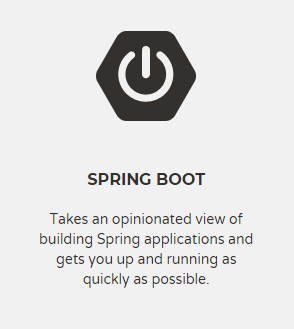 SPRING BOOT
Takes an opinionated view of
building Spring applications and
gets you up and running as
quickly as possible.